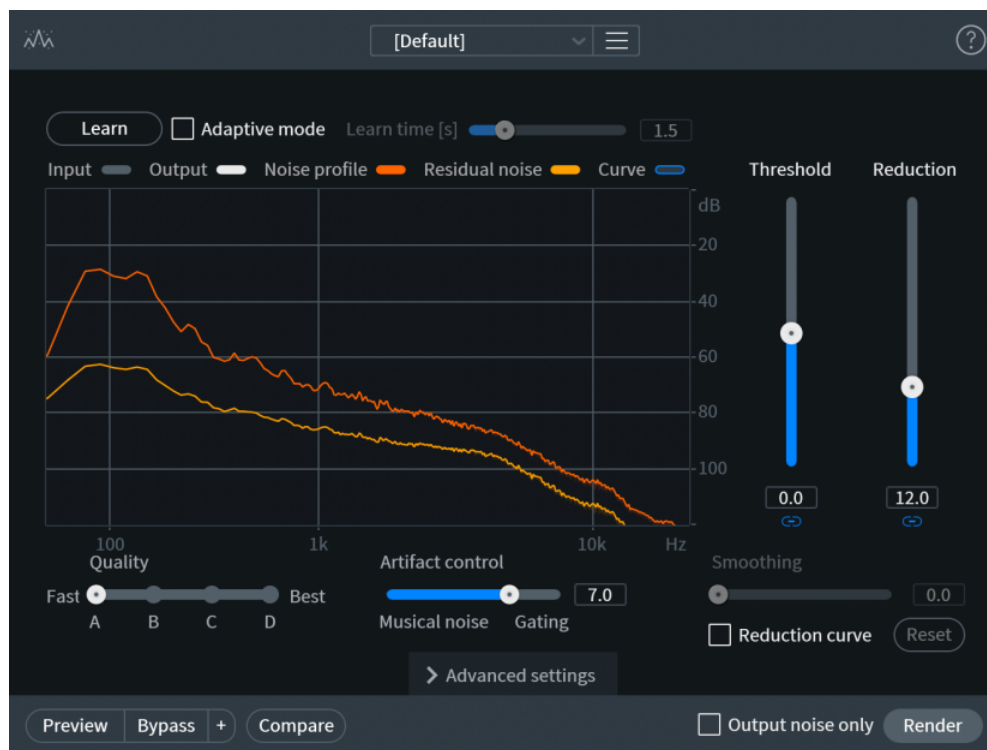 [Default]
?
Learn Adaptive mode Learn time [s] 1.5
Input Output Noise profile Residual noise Curve Threshold Reduction
dB
-20
-40
-60
-80
-100
0.0 12.0
100 1k 10k Hz
Quality Artifact control Smoothing
Fast Best 7.0 0.0
A B C D Musical noise Gating
Reduction curve Reset
Advanced settings
Preview Bypass + Compare Output noise only Render